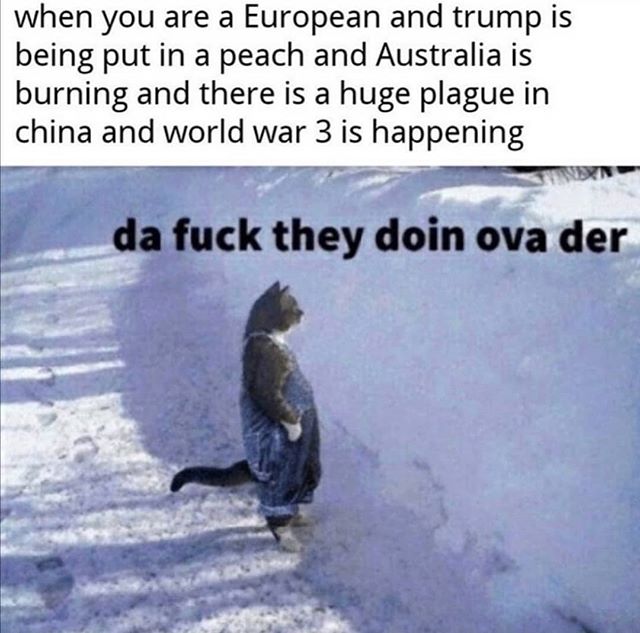 when you are a European and trump is
being put in a peach and Australia is
burning and there is a huge plague in
china and world war 3 is happening
da fuck they doin ova der